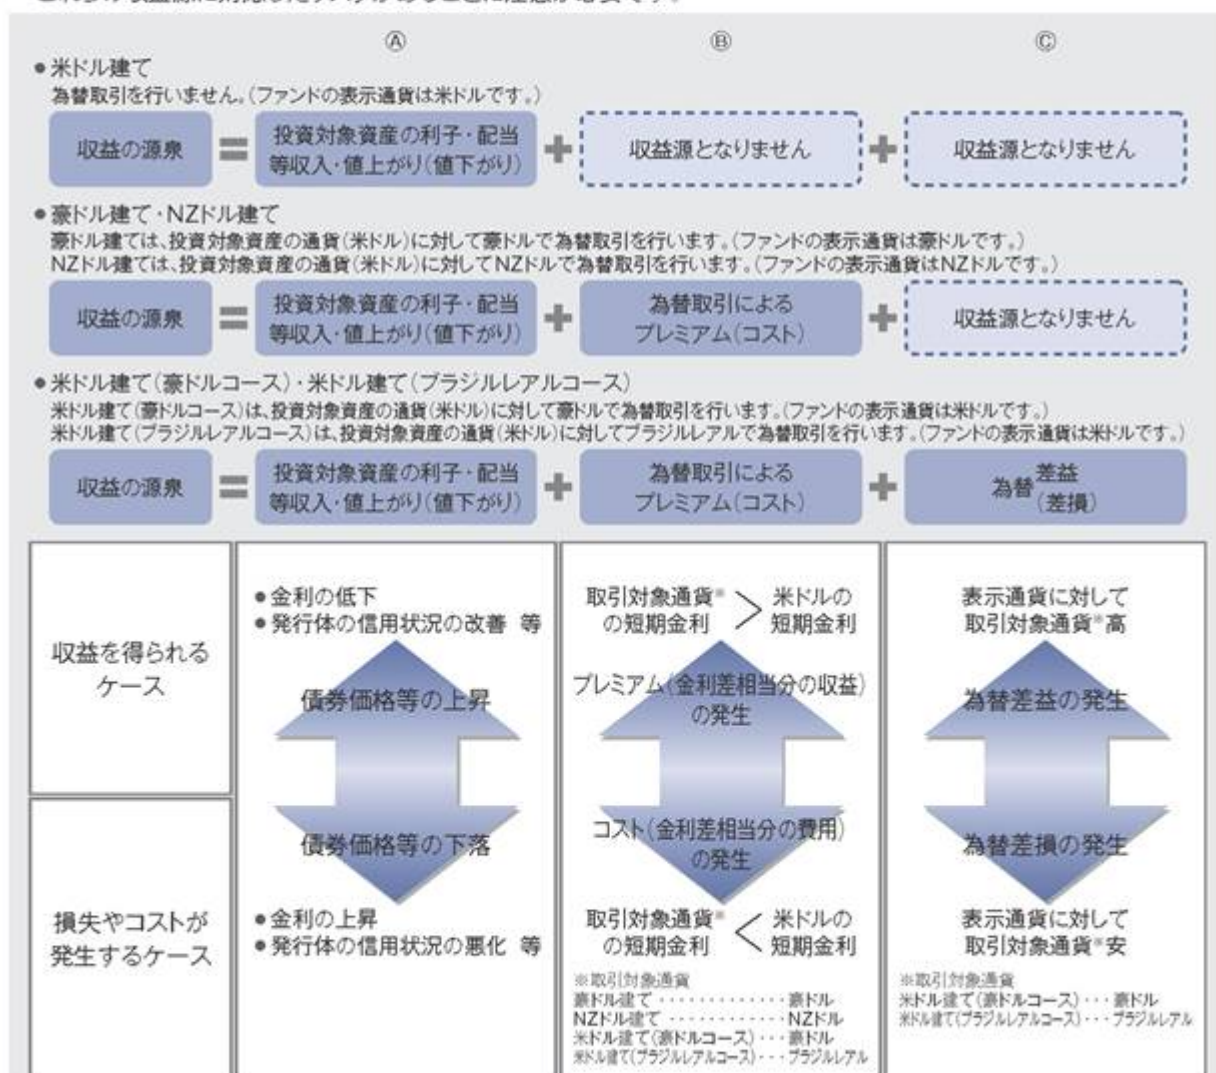 Ⓐ Ⓑ Ⓒ
●米ドル建て
為替取引を行いません。(ファンドの表示通貨は米ドルです。)
収益の源泉 = 投資対象資産の利子・配当 + 収益源となりません + 収益源となりません
等収入・値上がり(値下がり)
●豪ドル建て・NZドル建て
豪ドル建ては、投資対象資産の通貨(米ドル)に対して豪ドルで為替取引を行います。(ファンドの表示通貨は豪ドルです。)
NZドル建ては、投資対象資産の通貨(米ドル)に対してNZドルで為替取引を行います。(ファンドの表示通貨はNZドルです。)
収益の源泉 = 投資対象資産の利子・配当 + 為替取引による + 収益源となりません
等収入・値上がり(値下がり) プレミアム(コスト)
●米ドル建て(豪ドルコース)・米ドル建て(ブラジルレアルコース)
米ドル建て(豪ドルコース)は、投資対象資産の通貨(米ドル)に対して豪ドルで為替取引を行います。(ファンドの表示通貨は米ドルです。)
米ドル建て(ブラジルレアルコース)は、投資対象資産の通貨(米ドル)に対してブラジルレアルで為替取引を行います。(ファンドの表示通貨は米ドルです。)
収益の源泉 = 投資対象資産の利子・配当 + 為替取引による + 為替差益
等収入・値上がり(値下がり) プレミアム(コスト) (差損)
収益を得られる
ケース
●金利の低下
●発行体の信用状況の改善 等
債券価格等の上昇
取引対象通貨※ > 米ドルの
の短期金利 短期金利
プレミアム(金利差相当分の収益)
の発生
表示通貨に対して
取引対象通貨※高
為替差益の発生
損失やコストが
発生するケース
債券価格等の下落
●金利の上昇
●発行体の信用状況の悪化 等
コスト(金利差相当分の費用)
の発生
取引対象通貨※ < 米ドルの
の短期金利 短期金利
※取引対象通貨
豪ドル建て・・・・・・・・・・・・・豪ドル
NZドル建て・・・・・・・・・・・・NZドル
米ドル建て(豪ドルコース)・・・豪ドル
米ドル建て(ブラジルレアルコース)・・・ブラジルレアル
為替差損の発生
表示通貨に対して
取引対象通貨※安
※取引対象通貨
米ドル建て(豪ドルコース)・・・豪ドル
米ドル建て(ブラジルレアルコース)・・・ブラジルレアル